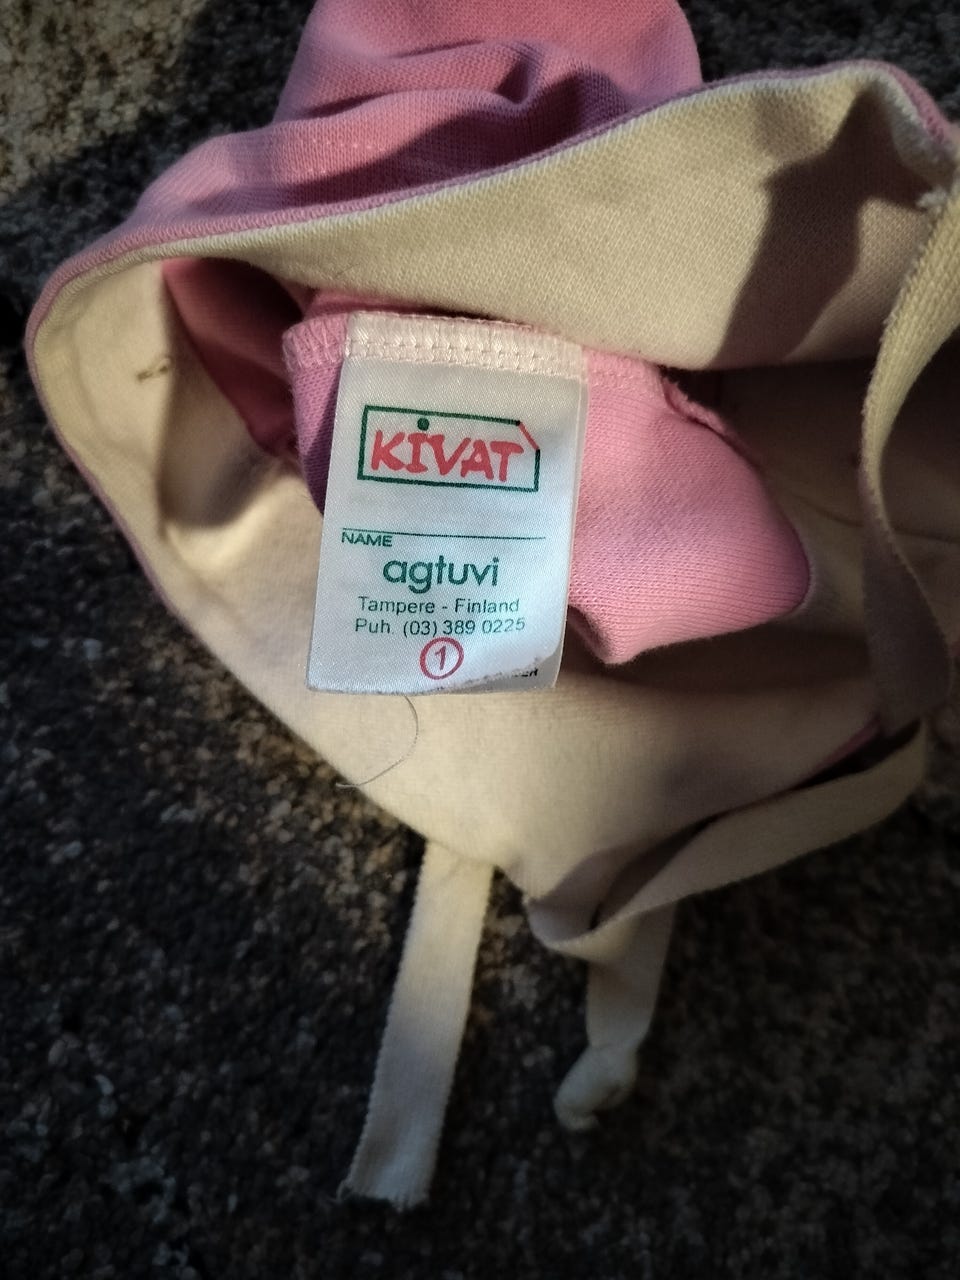 KiVAT
NAME
agtuvi
Tampere - Finland
Puh. (03) 389 0225
1